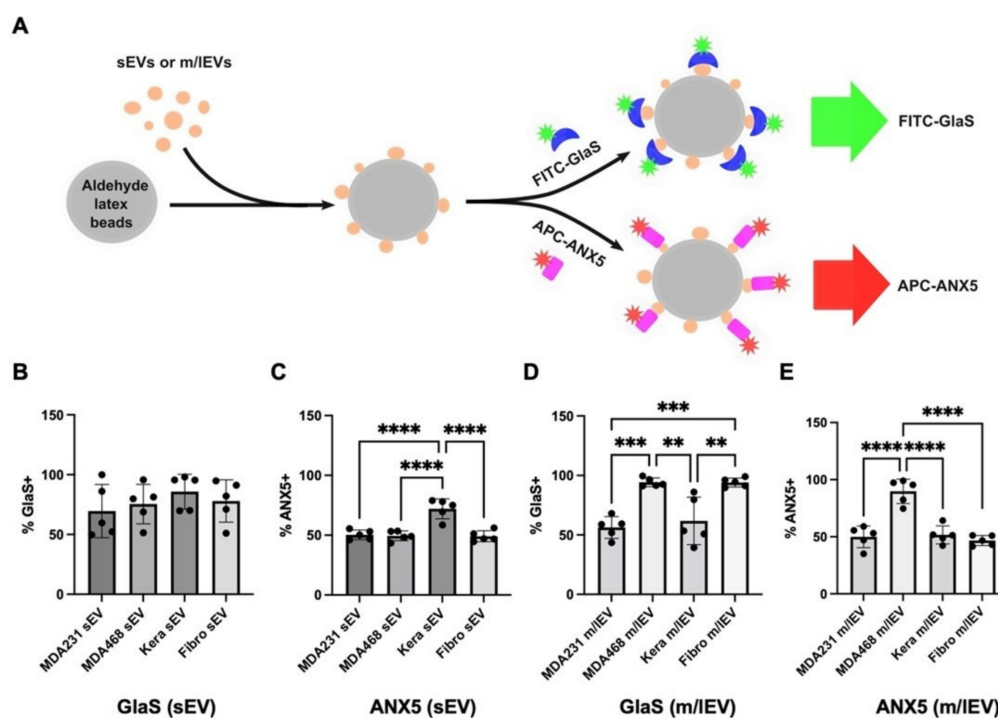 A
sEVs or m/lEVs
Aldehyde
latex
beads
FITC-GlaS
APC-ANX5
FITC-GlaS
APC-ANX5
B
% GlaS+
150
100
50
0
MDA231 sEV
MDA468 sEV
Kera sEV
Fibro sEV
GlaS (sEV)
C
% ANX5+
150
100
50
0
****
****
****
MDA231 sEV
MDA468 sEV
Kera sEV
Fibro sEV
ANX5 (sEV)
D
% GlaS+
150
100
50
0
***
***
**
**
MDA231 m/lEV
MDA468 m/lEV
Kera m/lEV
Fibro m/lEV
GlaS (m/lEV)
E
% ANX5+
150
100
50
0
****
****
****
MDA231 m/lEV
MDA468 m/lEV
Kera m/lEV
Fibro m/lEV
ANX5 (m/lEV)